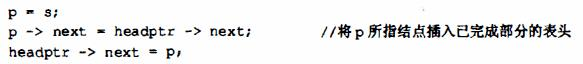 p = s;
p -> next = headptr -> next; //将p所指结点插入已完成部分的表头
headptr -> next = p,